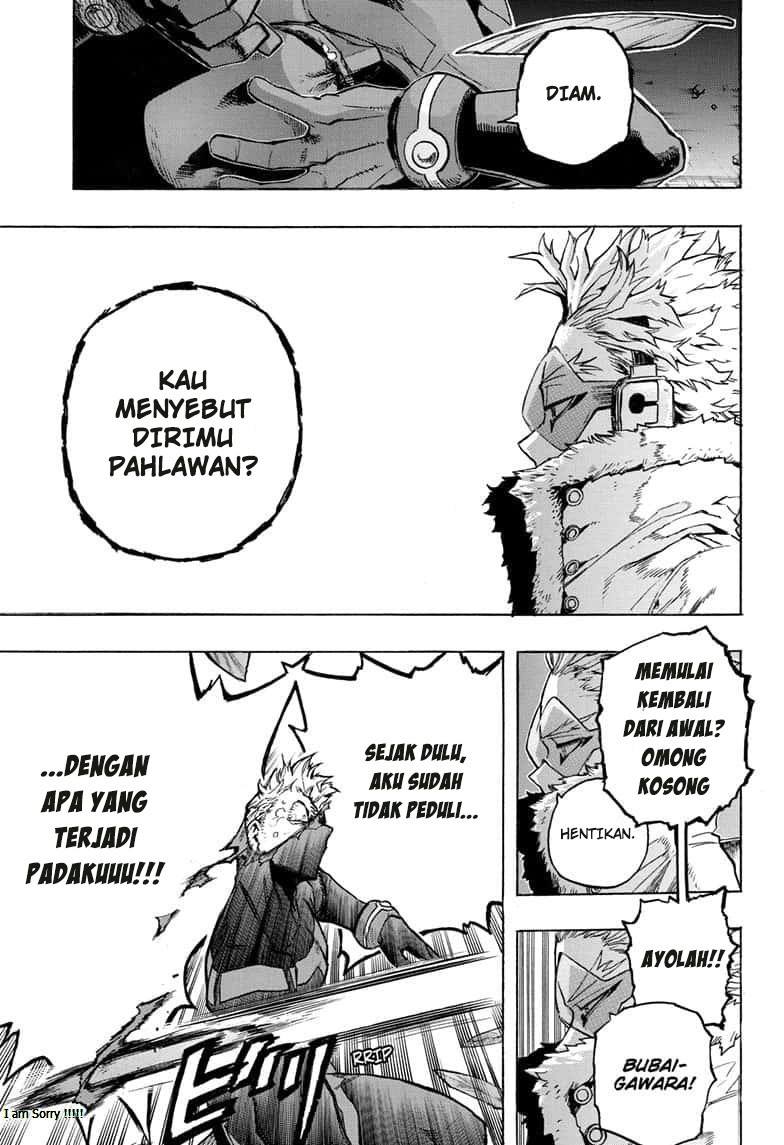 DIAM.
KAU
MENYEBUT
DIRIMU
PAHLAWAN?
MEMULAI
KEMBALI
DARI AWAL?
OMONG
KOSONG
HENTIKAN.
AYOLAH!!
BUBAI-
GAWARA!
SEJAK DULU,
AKU SUDAH
TIDAK PEDULI...
...DENGAN
APA YANG
TERJADI
PADAKUUU!!!
RRIP
I am Sorry !!!!!